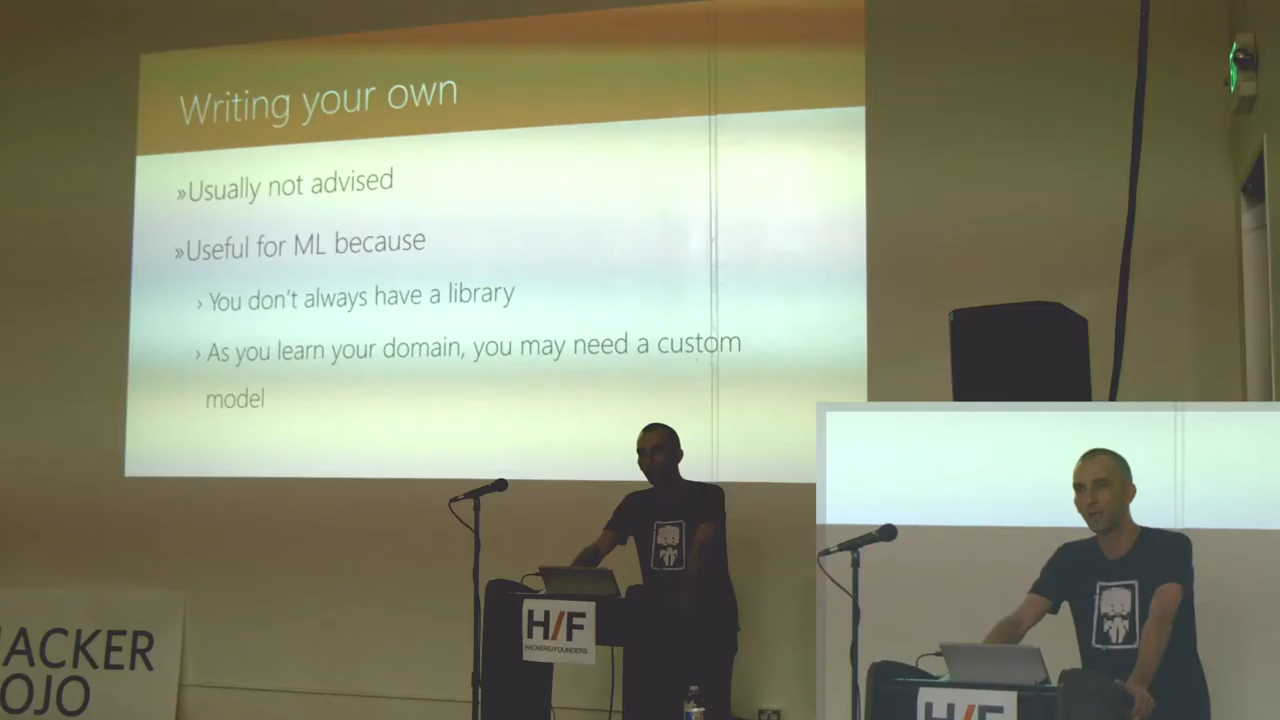 Writing your own
»Usually not advised
»Useful for ML because
› You don't always have a library
› As you learn your domain, you may need a custom
model
H/F
HACKERS/FOUNDERS
ACKER
OJO
H/F